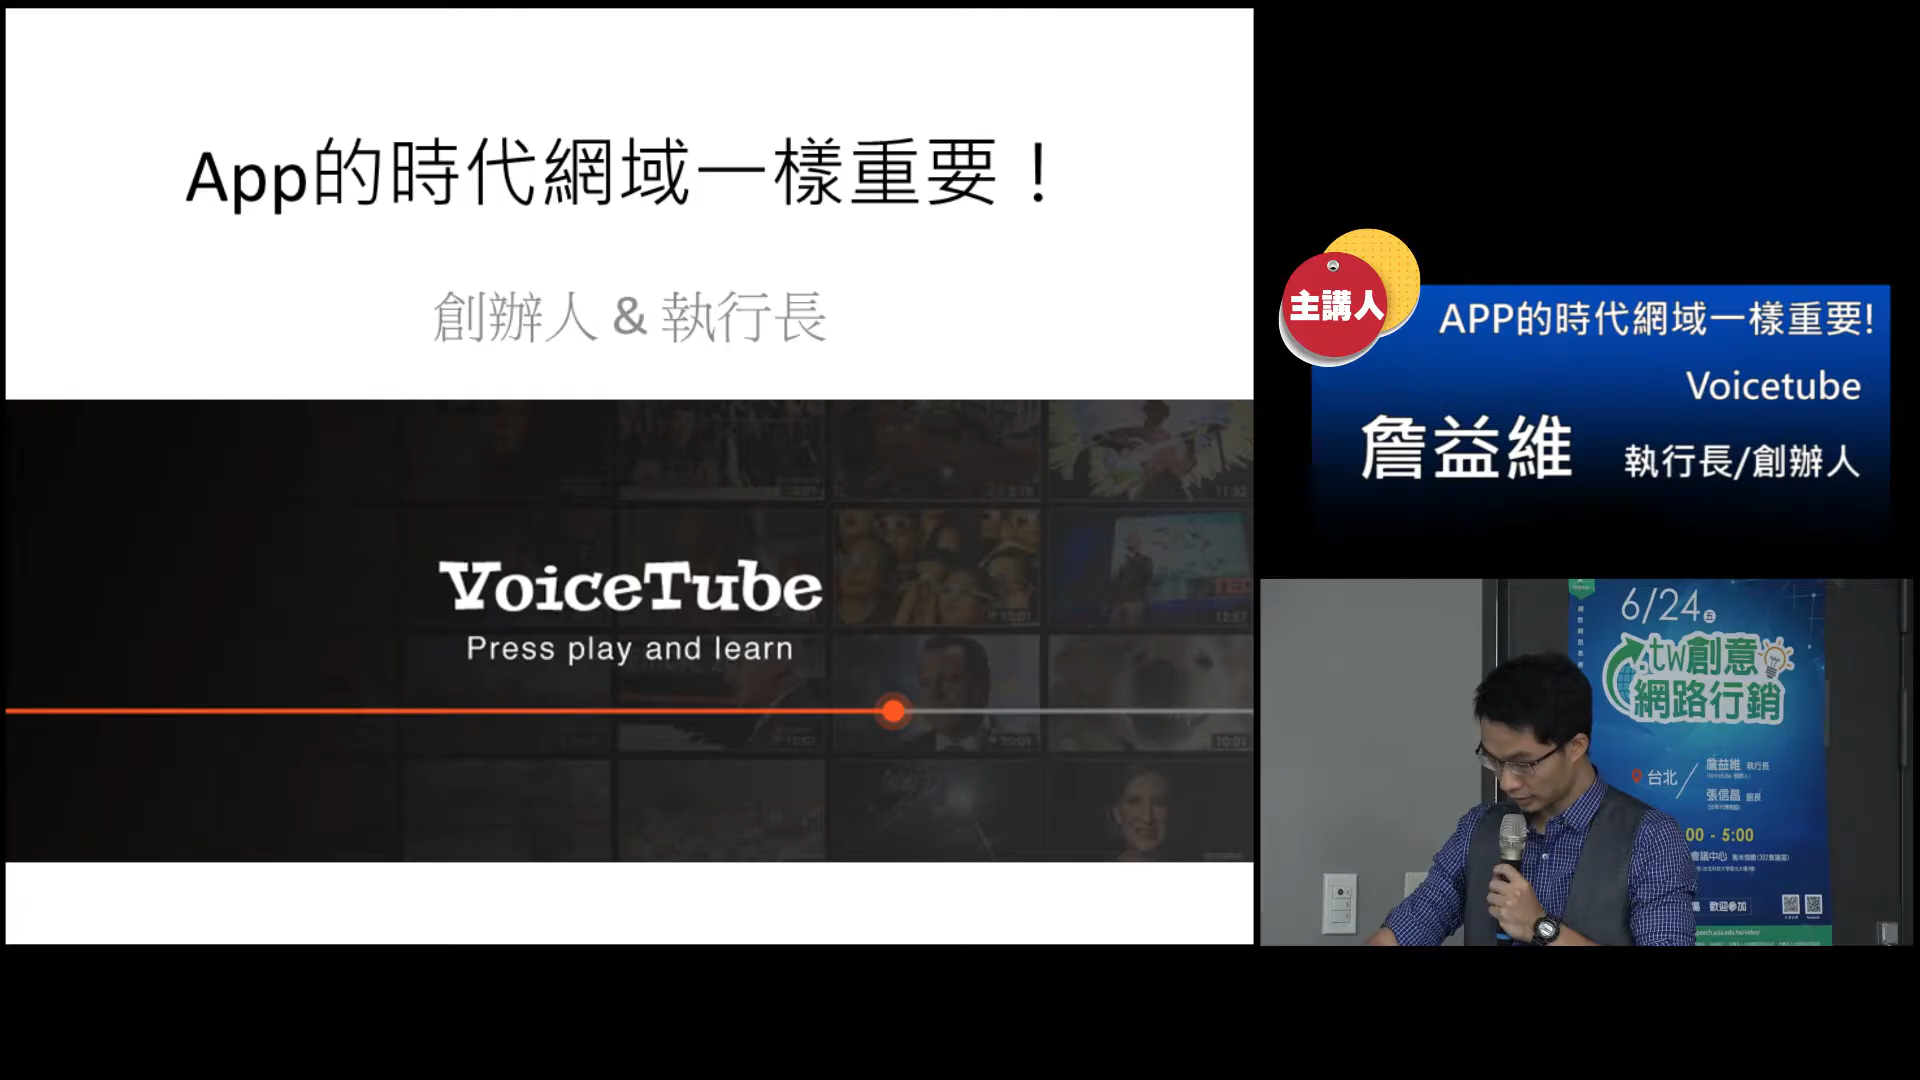 App的時代網域一樣重要！
創辦人 & 執行長
VoiceTube
Press play and learn
主講人
APP的時代網域一樣重要!
Voicetube
詹益維 執行長/創辦人
6/24 五
.tw創意
網路行銷
台北
詹益維 執行長
張信昌 館長
00 - 5:00
歡迎參加